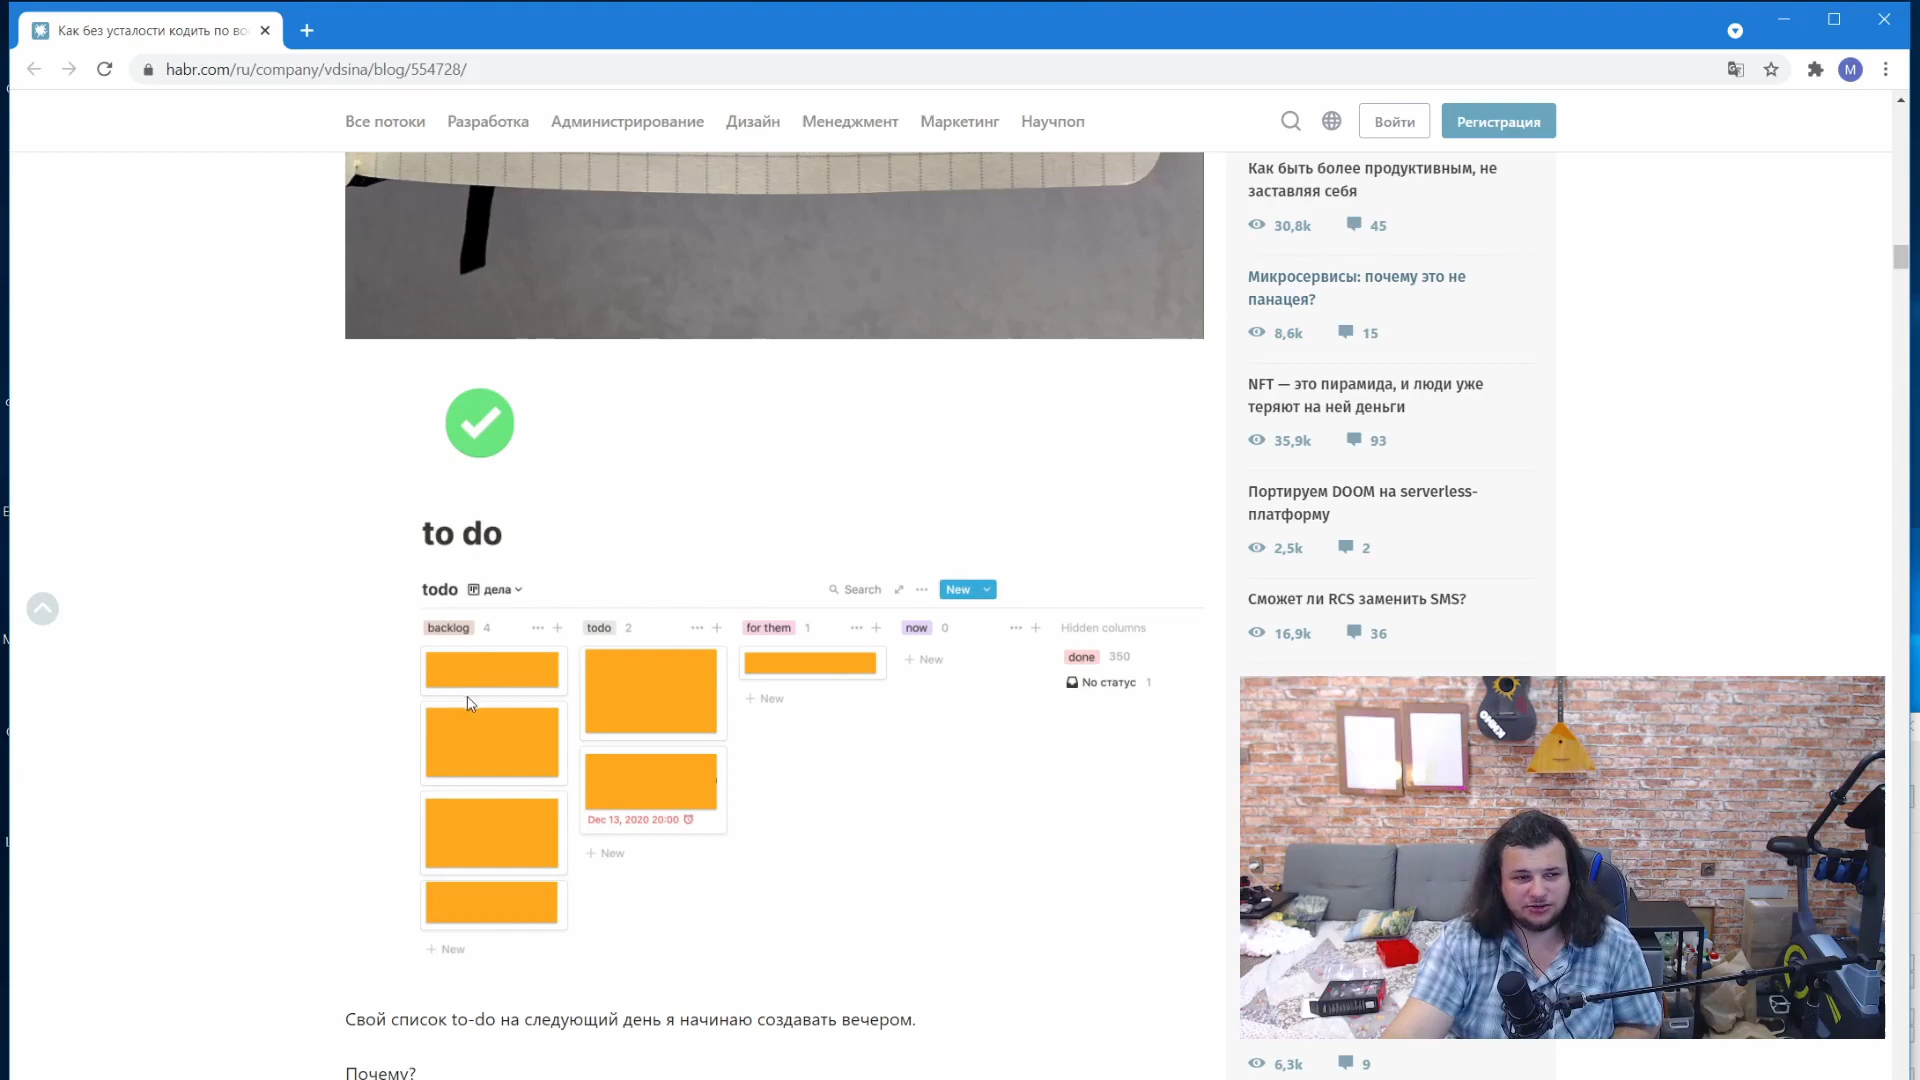 Как без усталости кодить по во
habr.com/ru/company/vdsina/blog/554728/
M
Все потоки Разработка Администрирование Дизайн Менеджмент Маркетинг Научпоп
Войти
Регистрация
to do
todo дела Search New
backlog 4
todo 2
for them 1
now 0
Hidden columns
done 350
No статус 1
New
New
Dec 13, 2020 20:00
New
New
Свой список to-do на следующий день я начинаю создавать вечером.
Почему?
Как быть более продуктивным, не
заставляя себя
30,8k 45
Микросервисы: почему это не
панацея?
8,6k 15
NFT — это пирамида, и люди уже
теряют на ней деньги
35,9k 93
Портируем DOOM на serverless-
платформу
2,5k 2
Сможет ли RCS заменить SMS?
16,9k 36
6,3k 9